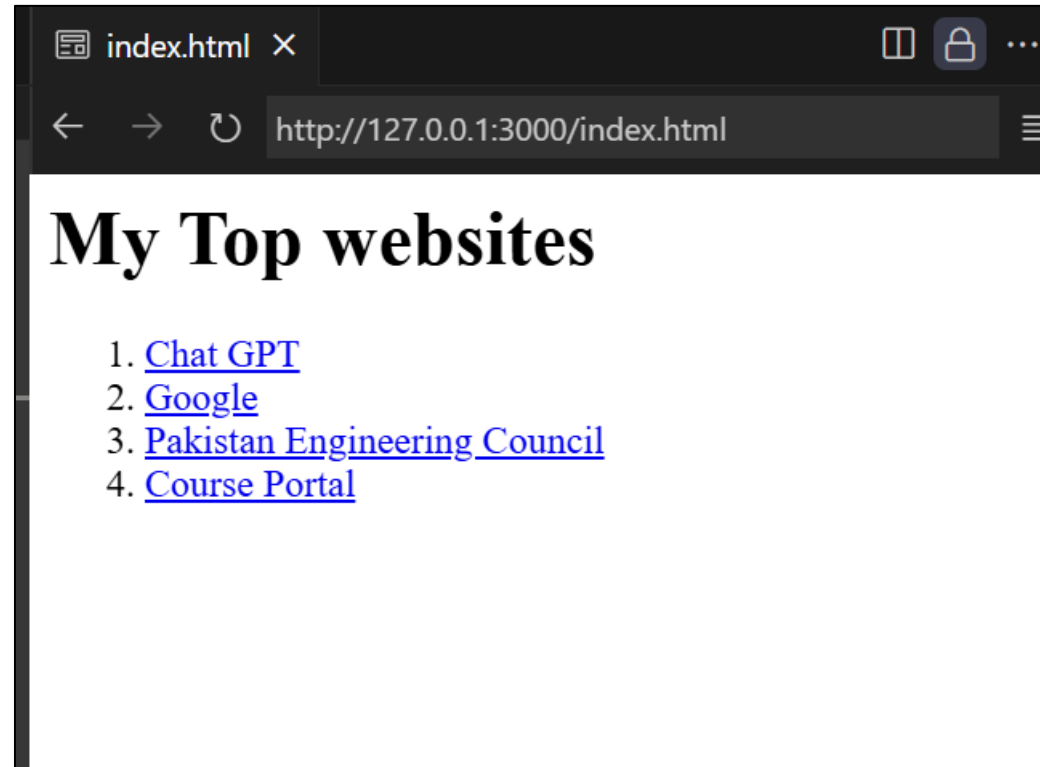 index.html
http://127.0.0.1:3000/index.html
My Top websites
1. Chat GPT
2. Google
3. Pakistan Engineering Council
4. Course Portal